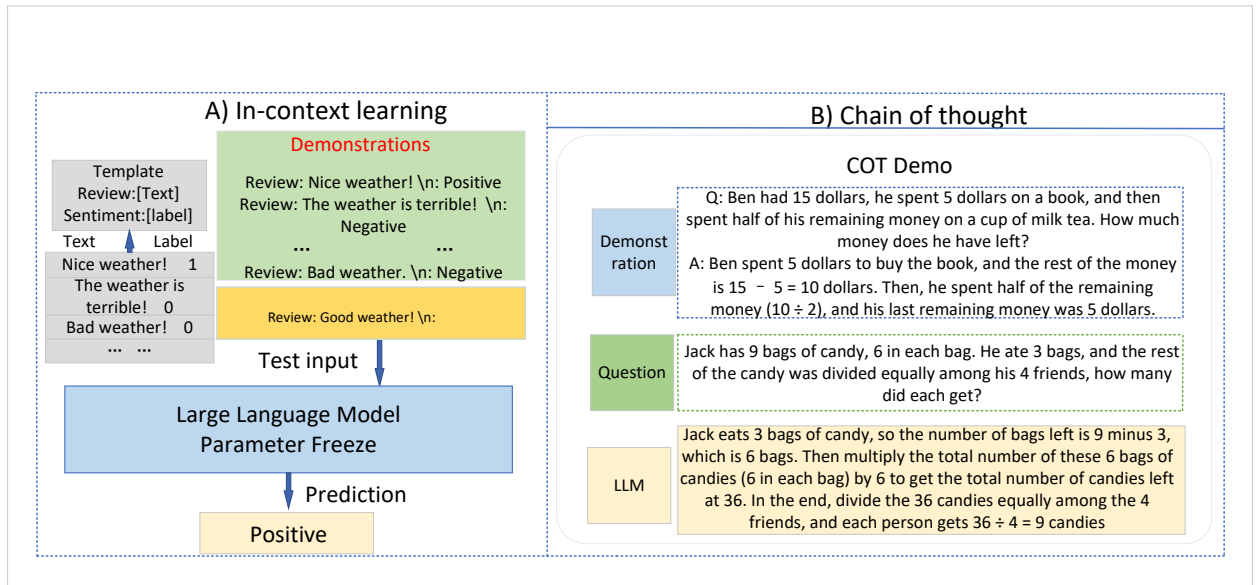 A) In-context learning
Template
Review:[Text]
Sentiment:[label]
Text Label
Nice weather! 1
The weather is
terrible! 0
Bad weather! 0
... ...
Demonstrations
Review: Nice weather! \n: Positive
Review: The weather is terrible! \n:
Negative
... ...
Review: Bad weather. \n: Negative
Review: Good weather! \n:
Test input
Large Language Model
Parameter Freeze
Prediction
Positive
B) Chain of thought
COT Demo
Demonst
ration
Q: Ben had 15 dollars, he spent 5 dollars on a book, and then
spent half of his remaining money on a cup of milk tea. How much
money does he have left?
A: Ben spent 5 dollars to buy the book, and the rest of the money
is 15 – 5 = 10 dollars. Then, he spent half of the remaining
money (10 ÷ 2), and his last remaining money was 5 dollars.
Question
Jack has 9 bags of candy, 6 in each bag. He ate 3 bags, and the rest
of the candy was divided equally among his 4 friends, how many
did each get?
LLM
Jack eats 3 bags of candy, so the number of bags left is 9 minus 3,
which is 6 bags. Then multiply the total number of these 6 bags of
candies (6 in each bag) by 6 to get the total number of candies left
at 36. In the end, divide the 36 candies equally among the 4
friends, and each person gets 36 ÷ 4 = 9 candies